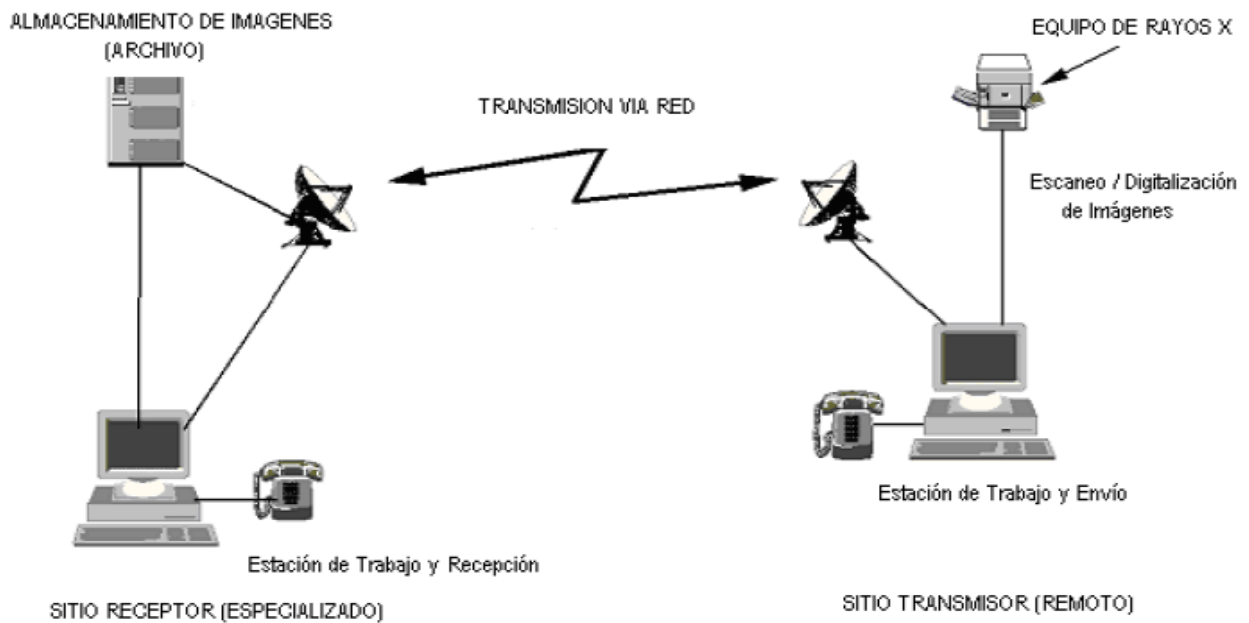 ALMACENAMIENTO DE IMAGENES
(ARCHIVO)
EQUIPO DE RAYOS X
TRANSMISION VIA RED
Escaneo / Digitalización
de Imágenes
Estación de Trabajo y Envío
Estación de Trabajo y Recepción
SITIO RECEPTOR (ESPECIALIZADO)
SITIO TRANSMISOR (REMOTO)